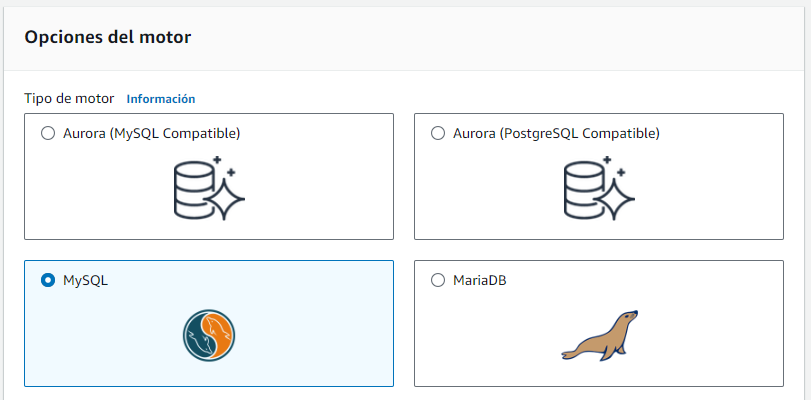 Opciones del motor
Tipo de motor Información
Aurora (MySQL Compatible)
Aurora (PostgreSQL Compatible)
MySQL
MariaDB